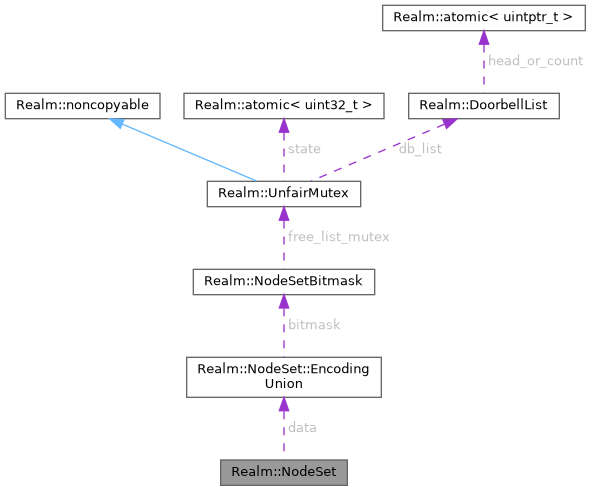 Realm::atomic< uintptr_t >
head_or_count
Realm::noncopyable
Realm::atomic< uint32_t >
Realm::DoorbellList
state
db_list
Realm::UnfairMutex
free_list_mutex
Realm::NodeSetBitmask
bitmask
Realm::NodeSet::Encoding
Union
data
Realm::NodeSet